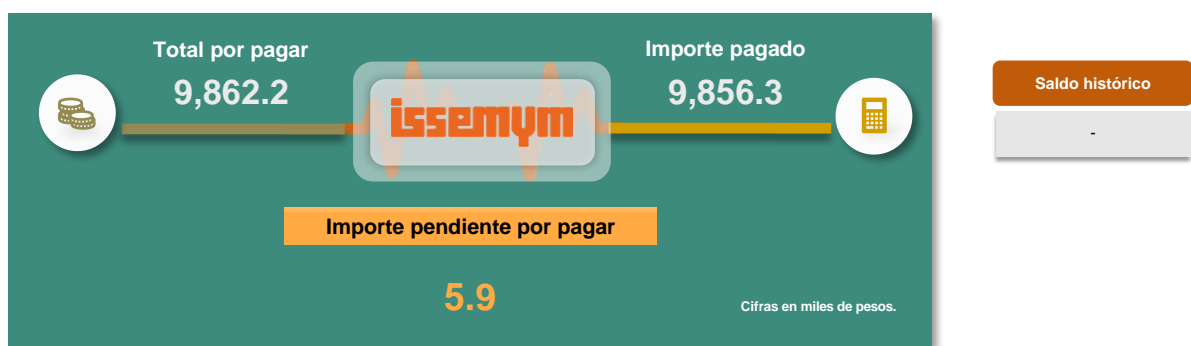 Total por pagar
9,862.2
Importe pagado
9,856.3
issemym
Importe pendiente por pagar
5.9
Cifras en miles de pesos.
Saldo histórico
-